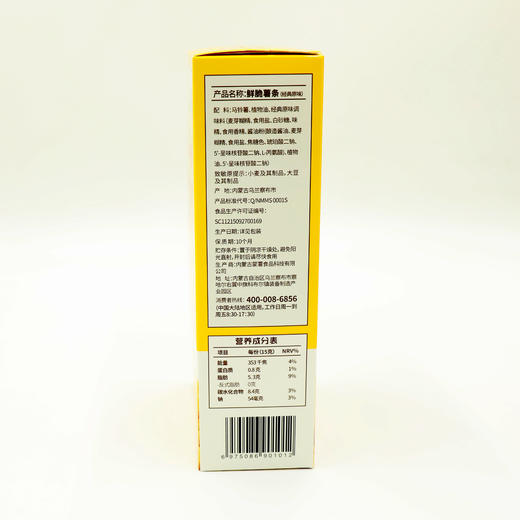 产品名称:鲜脆薯条(经典原味)
配 料:马铃薯,植物油,经典原味调
味料(麦芽糊精,食用盐,白砂糖,味
精,食用香精,酱油粉(酿造酱油,麦芽
糊精,食用盐,焦糖色,琥珀酸二钠,
5'-呈味核苷酸二钠,L-丙氨酸),植物
油,5'-呈味核苷酸二钠)
致敏原提示:小麦及其制品,大豆
及其制品
产 地:内蒙古乌兰察布市
产品标准代号:Q/NMMS 0001S
食品生产许可证编号:
SC11215092700169
生产日期:详见包装
保 质 期:10个月
贮存条件:置于阴凉干燥处,避免阳
光直射,开封后请尽快食用
生 产 商:内蒙古蒙薯食品科技有限
公司
地 址:内蒙古自治区乌兰察布市察
哈尔右翼中旗科布尔镇装备制造产
业园区
消费者热线:400-008-6856
(中国大陆地区适用,工作日周一到
周五8:30-17:30)
营养成分表
项目 每份(15克) NRV%
能量 353 千焦 4%
蛋白质 0.8 克 1%
脂肪 5.3克 9%
-反式脂肪 0克
碳水化合物 8.4克 3%
钠 54毫克 3%
6 975086 901012